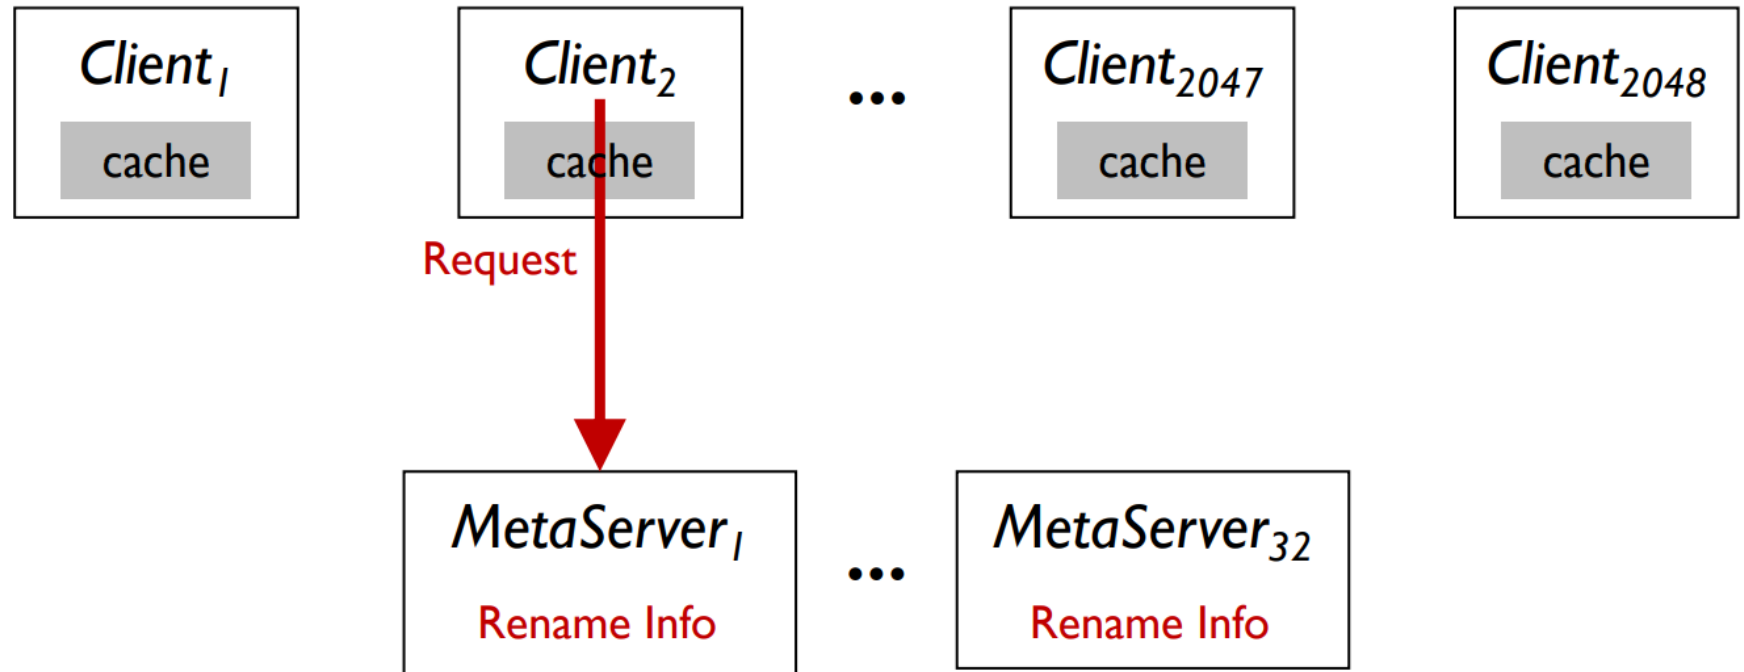 Client1 Client2 ... Client2047 Client2048
cache cache cache cache
Request
MetaServer1 ... MetaServer32
Rename Info Rename Info